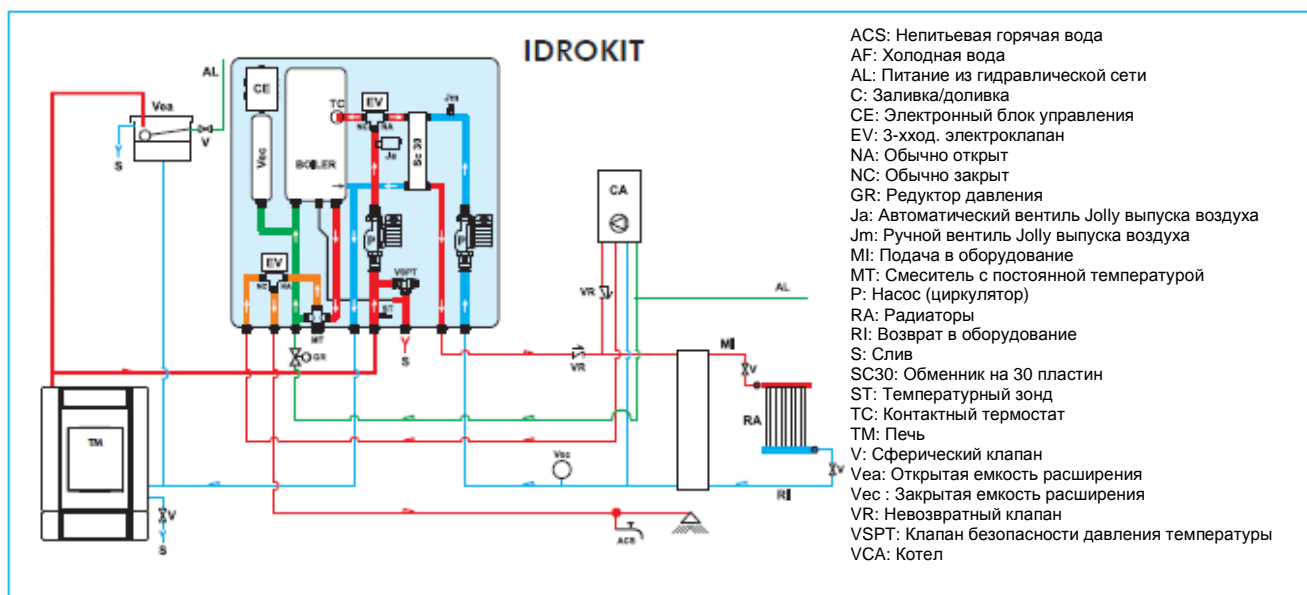 IDROKIT
AL
Vea
V
S
CE
Vec
BOILER
TC
EV
NC
NA
Ja
Sc 30
Jm
P
P
EV
NC
NA
MT
VSPT
ST
S
GR
CA
VR
VR
AL
MI
V
RA
V
RI
Vec
TM
V
S
ACS
ACS: Непитьевая горячая вода
AF: Холодная вода
AL: Питание из гидравлической сети
C: Заливка/доливка
CE: Электронный блок управления
EV: 3-хход. электроклапан
NA: Обычно открыт
NC: Обычно закрыт
GR: Редуктор давления
Ja: Автоматический вентиль Jolly выпуска воздуха
Jm: Ручной вентиль Jolly выпуска воздуха
MI: Подача в оборудование
MT: Смеситель с постоянной температурой
P: Насос (циркулятор)
RA: Радиаторы
RI: Возврат в оборудование
S: Слив
SC30: Обменник на 30 пластин
ST: Температурный зонд
TC: Контактный термостат
TM: Печь
V: Сферический клапан
Vea: Открытая емкость расширения
Vec : Закрытая емкость расширения
VR: Невозвратный клапан
VSPT: Клапан безопасности давления температуры
VCA: Котел